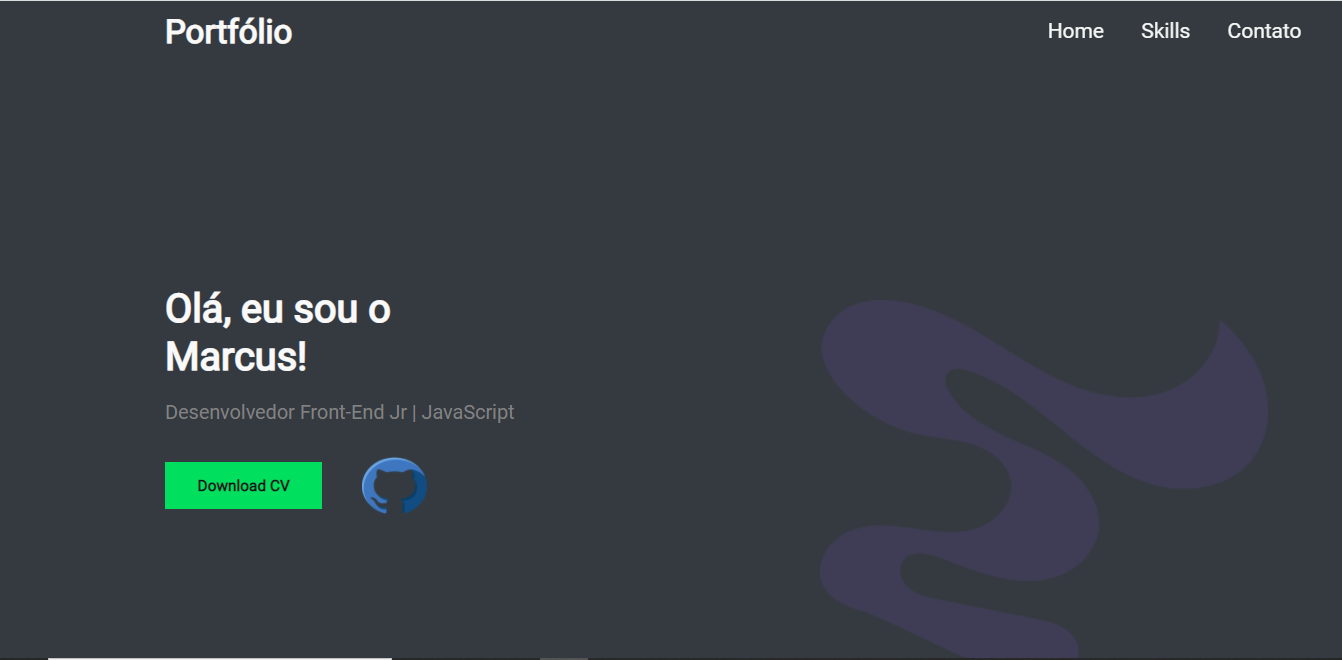 Portfólio
Home Skills Contato
Olá, eu sou o
Marcus!
Desenvolvedor Front-End Jr | JavaScript
Download CV